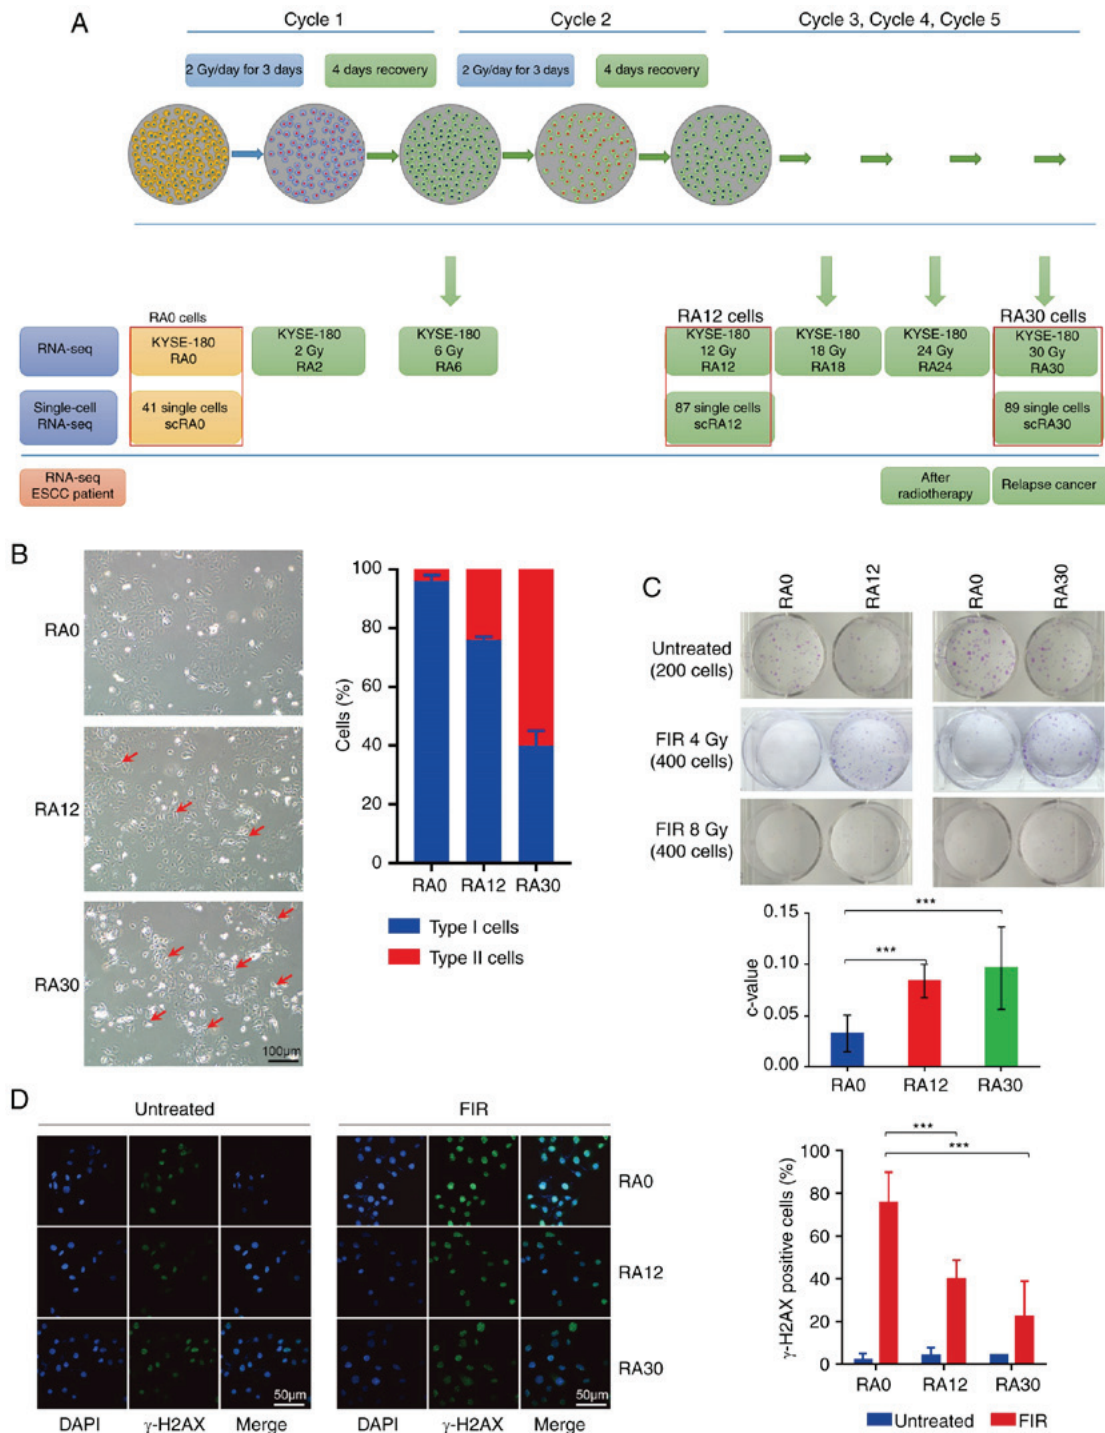 A
Cycle 1
Cycle 2
Cycle 3, Cycle 4, Cycle 5
2 Gy/day for 3 days
4 days recovery
2 Gy/day for 3 days
4 days recovery
RA0 cells
RA12 cells
RA30 cells
RNA-seq
KYSE-180
RA0
KYSE-180
2 Gy
RA2
KYSE-180
6 Gy
RA6
KYSE-180
12 Gy
RA12
KYSE-180
18 Gy
RA18
KYSE-180
24 Gy
RA24
KYSE-180
30 Gy
RA30
Single-cell
RNA-seq
41 single cells
scRA0
87 single cells
scRA12
89 single cells
scRA30
RNA-seq
ESCC patient
After
radiotherapy
Relapse cancer
B
RA0
RA12
RA30
100μm
Cells (%)
100
80
60
40
20
0
RA0 RA12 RA30
Type I cells
Type II cells
C
RA0 RA12 RA0 RA30
Untreated
(200 cells)
FIR 4 Gy
(400 cells)
FIR 8 Gy
(400 cells)
c-value
0.15
0.10
0.05
0.00
***
***
RA0 RA12 RA30
D
Untreated
FIR
RA0
RA12
RA30
50μm
50μm
DAPI γ-H2AX Merge
DAPI γ-H2AX Merge
γ-H2AX positive cells (%)
100
80
60
40
20
0
***
***
RA0 RA12 RA30
Untreated FIR